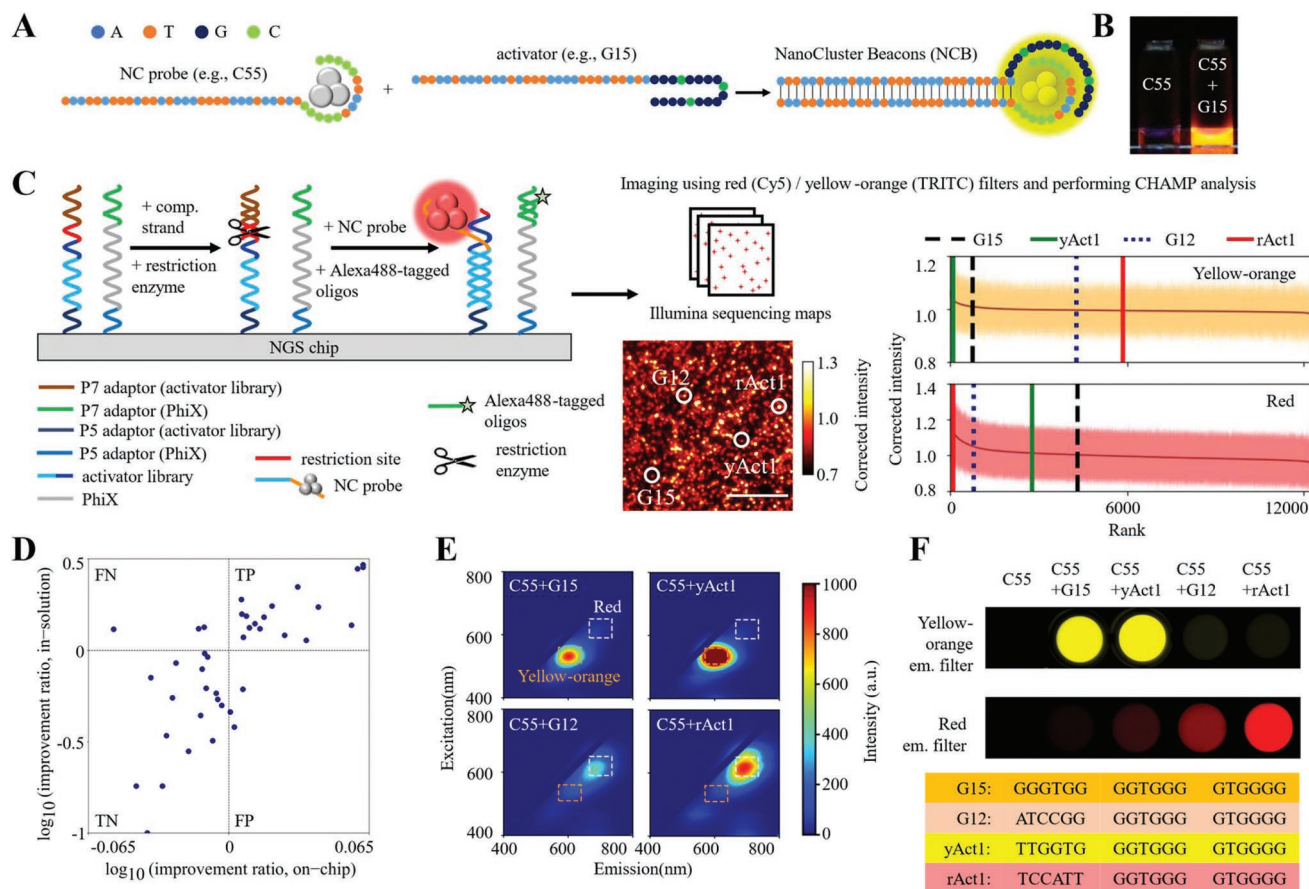 A
A T G C
NC probe (e.g., C55)
+
activator (e.g., G15)
NanoCluster Beacons (NCB)
B
C55
C55
+
G15
C
+ comp.
strand
+ restriction
enzyme
+ NC probe
+ Alexa488-tagged
oligos
NGS chip
P7 adaptor (activator library)
P7 adaptor (PhiX)
P5 adaptor (activator library)
P5 adaptor (PhiX)
activator library
PhiX
restriction site
NC probe
Alexa488-tagged
oligos
restriction
enzyme
Imaging using red (Cy5) / yellow-orange (TRITC) filters and performing CHAMP analysis
Illumina sequencing maps
G12
rAct1
yAct1
G15
1.3
1.0
0.7
Corrected intensity
G15 yAct1 G12 rAct1
Yellow-orange
1.2
1.0
0.8
Red
1.4
1.2
1.0
0.8
Corrected intensity
0 6000 12000
Rank
D
FN TP
TN FP
0.5
0
-0.5
-1
-0.065 0 0.065
log10 (improvement ratio, in-solution)
log10 (improvement ratio, on-chip)
E
C55+G15
Red
Yellow-orange
C55+yAct1
C55+G12
C55+rAct1
800
600
400
800
600
400
400 600 800 400 600 800
Excitation(nm)
Emission(nm)
1000
800
600
400
200
0
Intensity (a.u.)
F
C55
C55
+G15
C55
+yAct1
C55
+G12
C55
+rAct1
Yellow-
orange
em. filter
Red
em. filter
G15: GGGTGG GGTGGG GTGGGG
G12: ATCCGG GGTGGG GTGGGG
yAct1: TTGGTG GGTGGG GTGGGG
rAct1: TCCATT GGTGGG GTGGGG